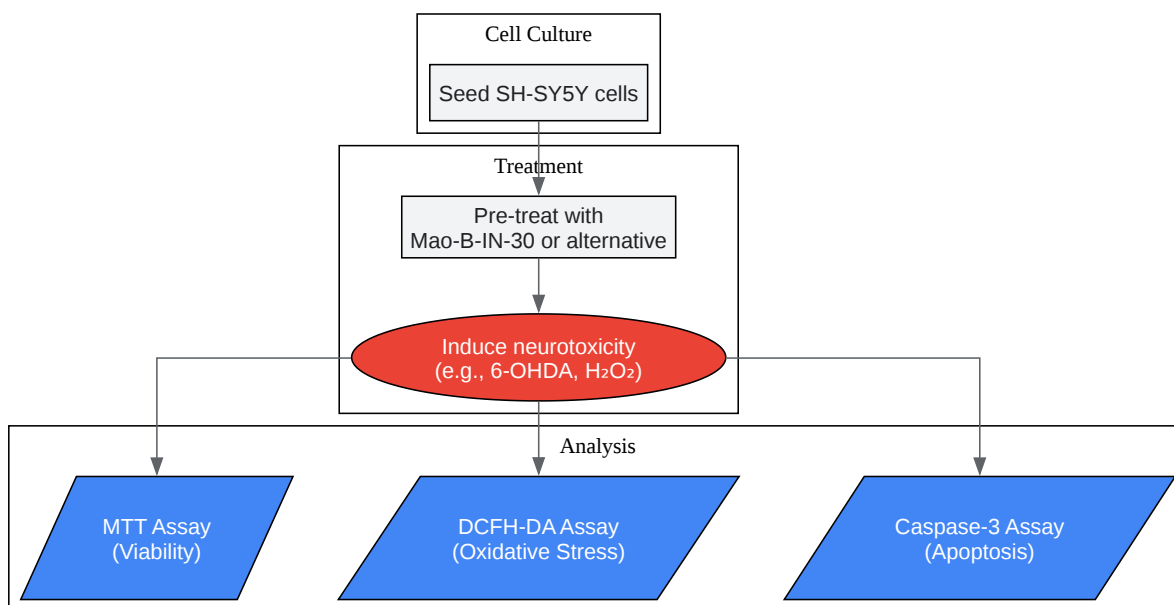 Cell Culture
Seed SH-SY5Y cells
Treatment
Pre-treat with
Mao-B-IN-30 or alternative
Induce neurotoxicity
(e.g., 6-OHDA, H₂O₂)
Analysis
MTT Assay
(Viability)
DCFH-DA Assay
(Oxidative Stress)
Caspase-3 Assay
(Apoptosis)